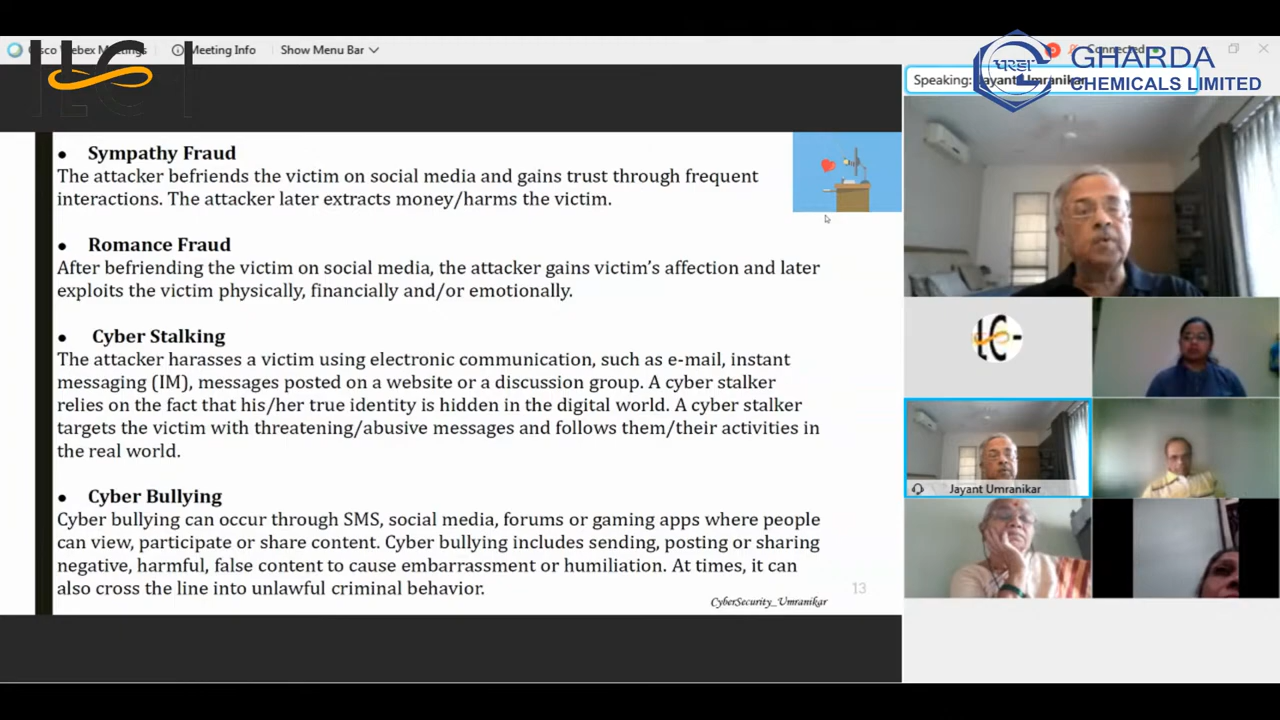 Cisco Webex Meetings
Meeting Info
Show Menu Bar
Connected
GHARDA
CHEMICALS LIMITED
Speaking: Jayant Umranikar
• Sympathy Fraud
The attacker befriends the victim on social media and gains trust through frequent
interactions. The attacker later extracts money/harms the victim.
• Romance Fraud
After befriending the victim on social media, the attacker gains victim’s affection and later
exploits the victim physically, financially and/or emotionally.
• Cyber Stalking
The attacker harasses a victim using electronic communication, such as e-mail, instant
messaging (IM), messages posted on a website or a discussion group. A cyber stalker
relies on the fact that his/her true identity is hidden in the digital world. A cyber stalker
targets the victim with threatening/abusive messages and follows them/their activities in
the real world.
• Cyber Bullying
Cyber bullying can occur through SMS, social media, forums or gaming apps where people
can view, participate or share content. Cyber bullying includes sending, posting or sharing
negative, harmful, false content to cause embarrassment or humiliation. At times, it can
also cross the line into unlawful criminal behavior.
CyberSecurity_Umranikar
13
Jayant Umranikar